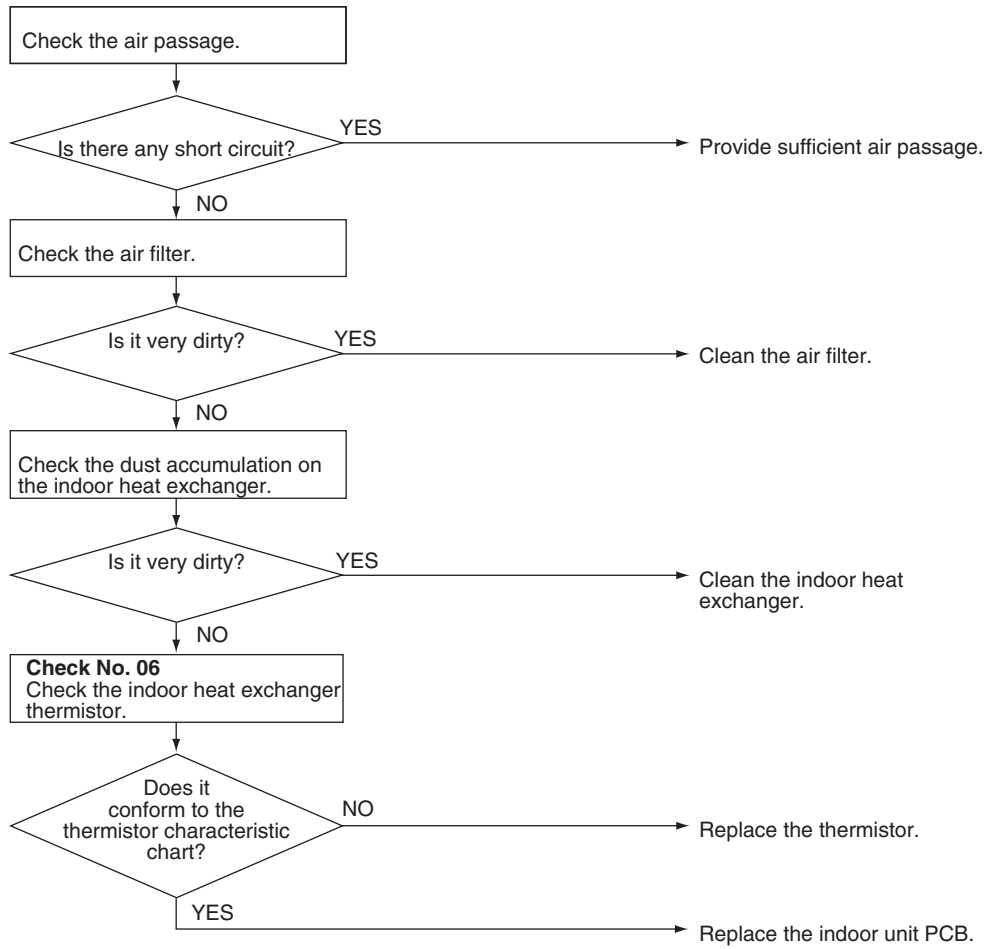 Check the air passage.
YES
Is there any short circuit?
Provide sufficient air passage.
NO
Check the air filter.
Is it very dirty?
YES
Clean the air filter.
NO
Check the dust accumulation on
the indoor heat exchanger.
Is it very dirty?
YES
Clean the indoor heat
exchanger.
NO
Check No. 06
Check the indoor heat exchanger
thermistor.
Does it
conform to the
thermistor characteristic
chart?
NO
Replace the thermistor.
YES
Replace the indoor unit PCB.